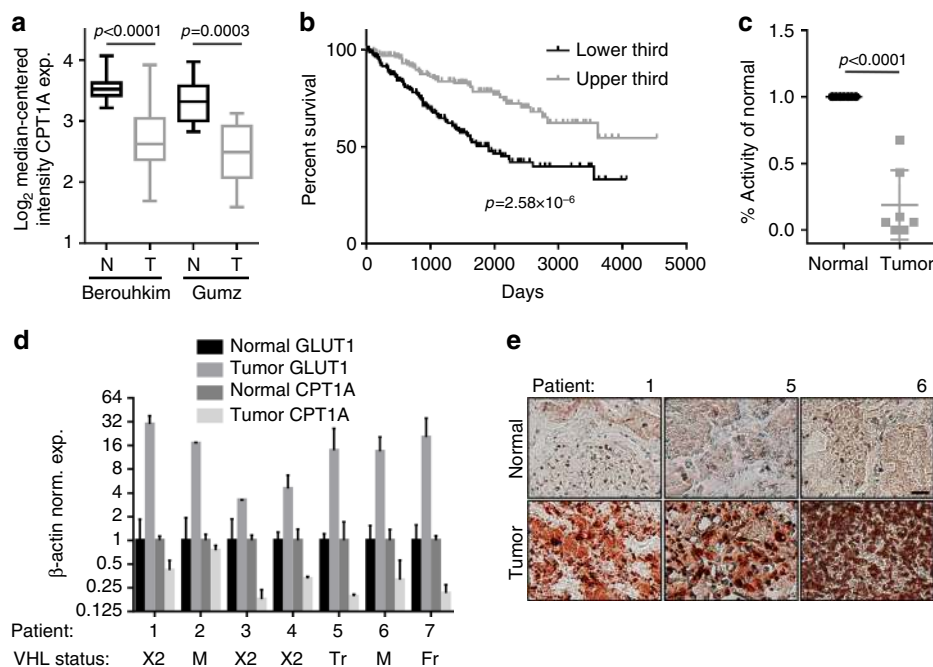 a
p<0.0001 p=0.0003
Log2 median-centered
intensity CPT1A exp.
4
3
2
1
N T N T
Berouhkim Gumz
b
Lower third
Upper third
Percent survival
100
50
0
p=2.58×10−6
0 1000 2000 3000 4000 5000
Days
c
p<0.0001
% Activity of normal
1.5
1.0
0.5
0.0
Normal Tumor
d
Normal GLUT1
Tumor GLUT1
Normal CPT1A
Tumor CPT1A
β-actin norm. exp.
64
32
16
8
4
2
1
0.5
0.25
0.125
Patient: 1 2 3 4 5 6 7
VHL status: X2 M X2 X2 Tr M Fr
e
Patient: 1 5 6
Normal
Tumor